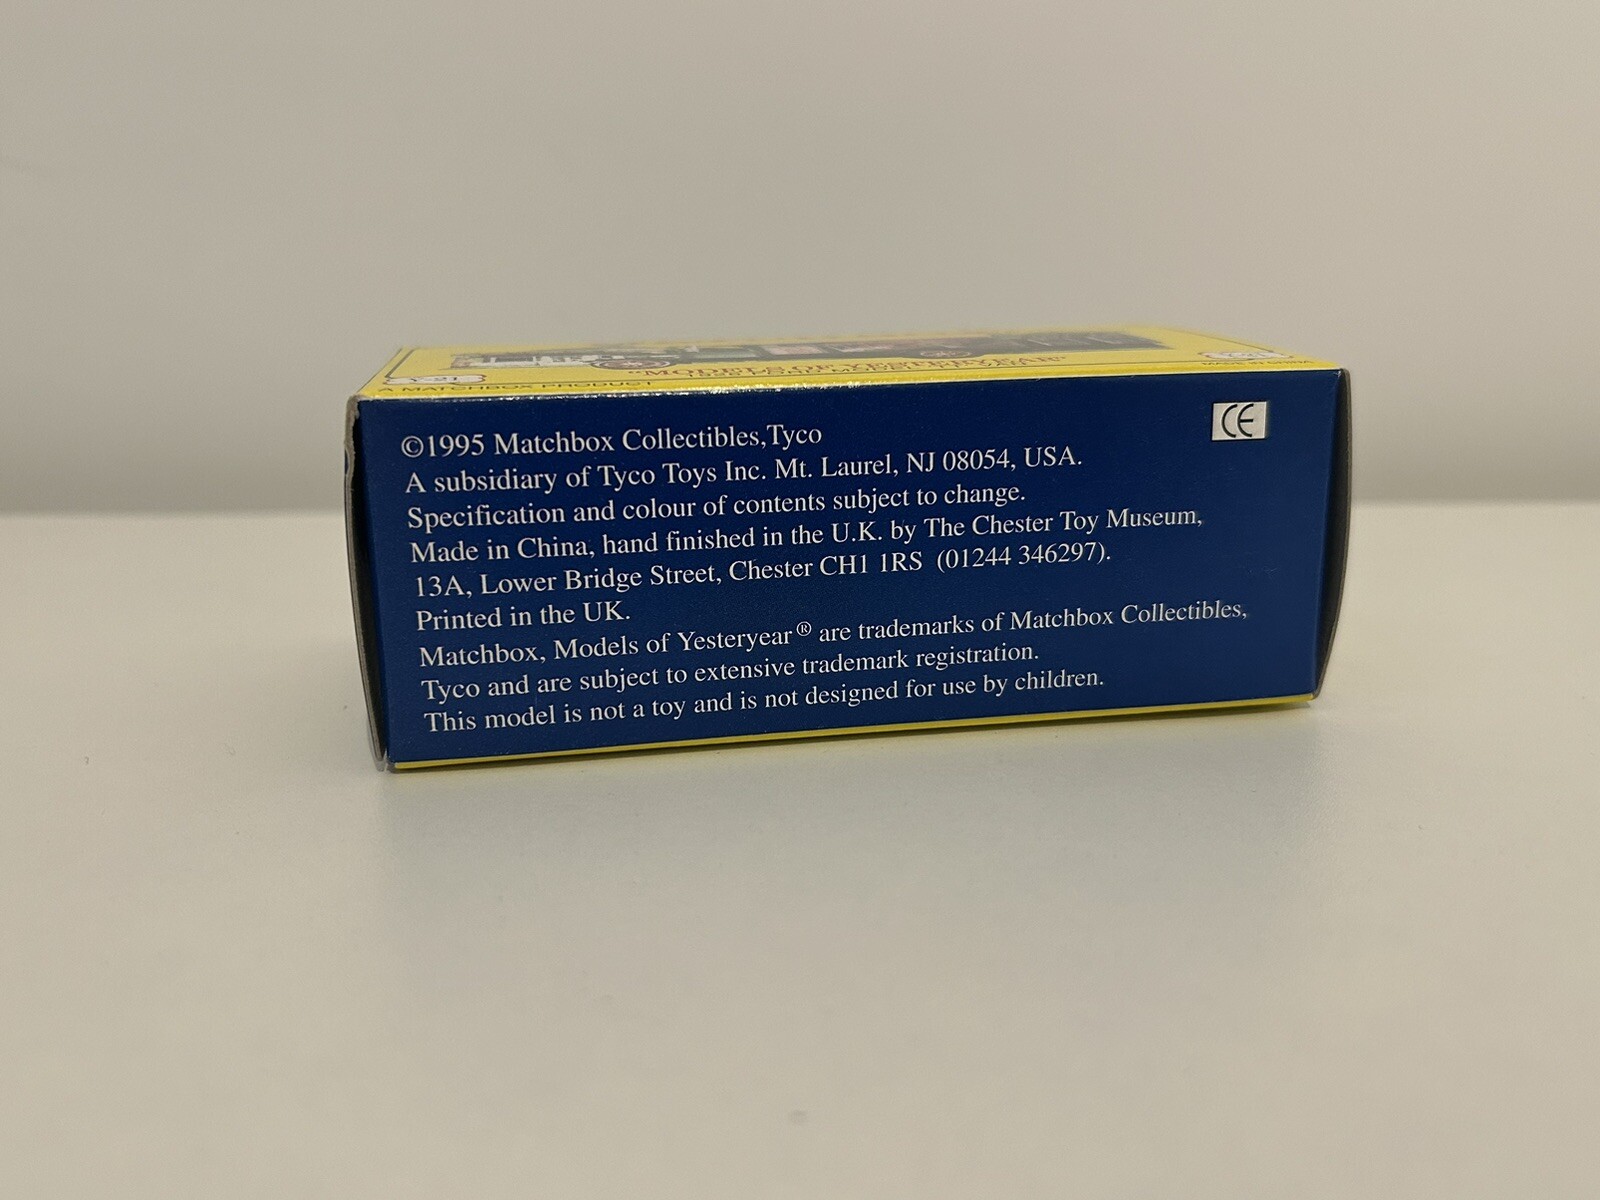 "MODELS OF YESTERYEAR"
MATCHBOX PRODUCT
©1995 Matchbox Collectibles,Tyco
CE
A subsidiary of Tyco Toys Inc. Mt. Laurel, NJ 08054, USA.
Specification and colour of contents subject to change.
Made in China, hand finished in the U.K. by The Chester Toy Museum,
13A, Lower Bridge Street, Chester CH1 1RS (01244 346297).
Printed in the UK.
Matchbox, Models of Yesteryear® are trademarks of Matchbox Collectibles,
Tyco and are subject to extensive trademark registration.
This model is not a toy and is not designed for use by children.